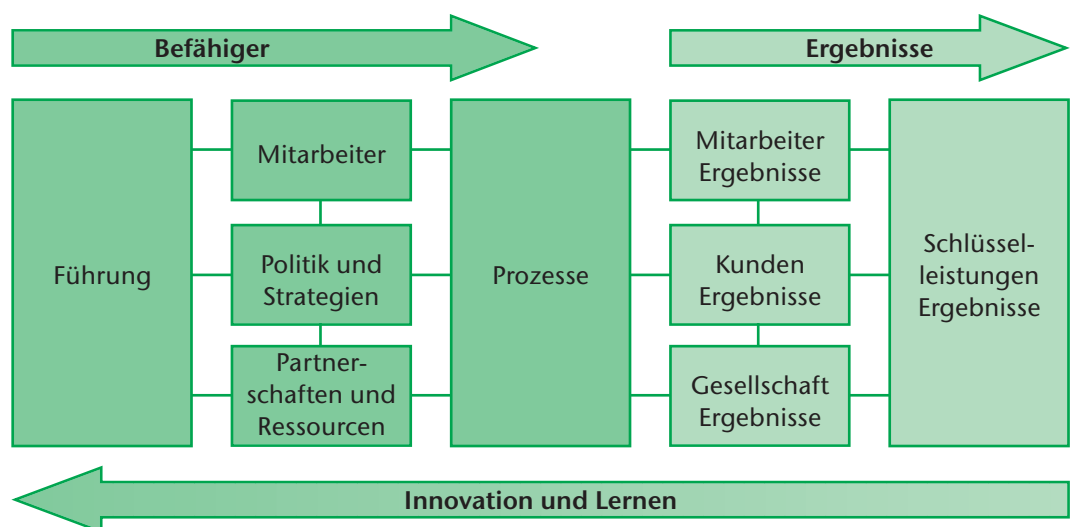 Befähiger
Ergebnisse
Führung
Mitarbeiter
Politik und
Strategien
Partner-
schaften und
Ressourcen
Prozesse
Mitarbeiter
Ergebnisse
Kunden
Ergebnisse
Gesellschaft
Ergebnisse
Schlüssel-
leistungen
Ergebnisse
Innovation und Lernen